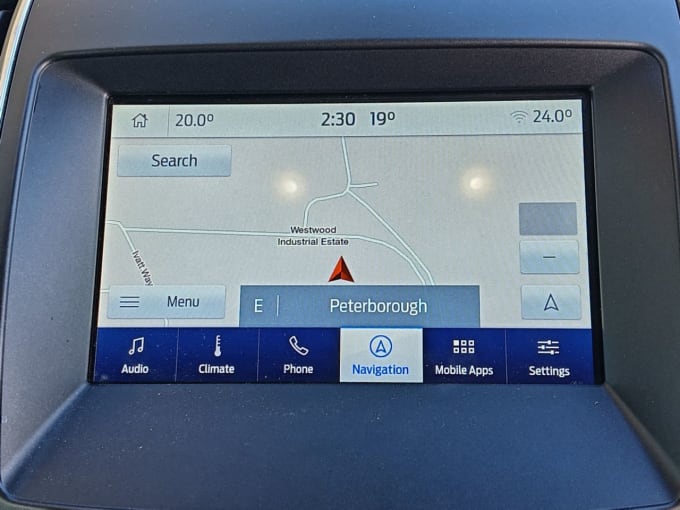 20.0° 2:30 19° 24.0°
Search
Westwood
Industrial Estate
Ivatt Way
Menu E Peterborough
Audio Climate Phone Navigation Mobile Apps Settings